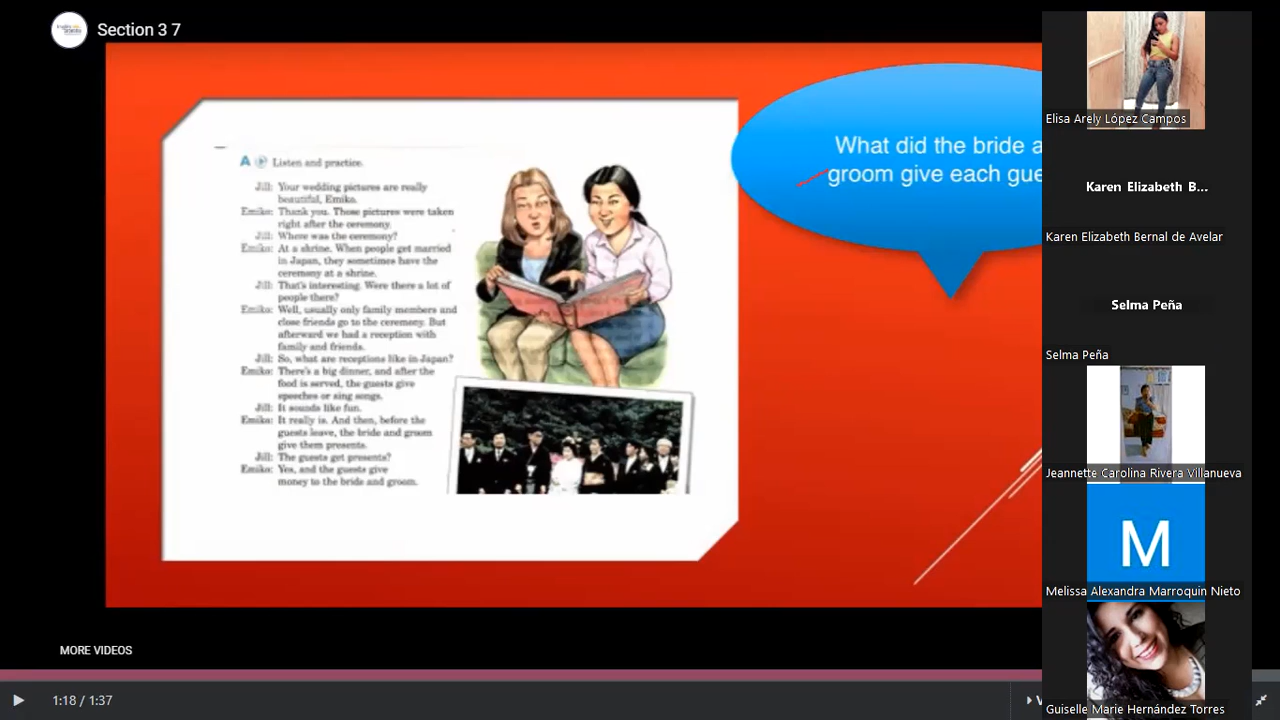 Section 3 7
A Listen and practice.
Jill: Your wedding pictures are really
beautiful, Emiko.
Emiko: Thank you. Those pictures were taken
right after the ceremony.
Jill: Where was the ceremony?
Emiko: At a shrine. When people get married
in Japan, they sometimes have the
ceremony at a shrine.
Jill: That's interesting. Were there a lot of
people there?
Emiko: Well, usually only family members and
close friends go to the ceremony. But
afterward we had a reception with
family and friends.
Jill: So, what are receptions like in Japan?
Emiko: There's a big dinner, and after the
food is served, the guests give
speeches or sing songs.
Jill: It sounds like fun.
Emiko: It really is. And then, before the
guests leave, the bride and groom
give them presents.
Jill: The guests get presents?
Emiko: Yes, and the guests give
money to the bride and groom.
What did the bride a
groom give each gue
MORE VIDEOS
1:18 / 1:37
Elisa Arely López Campos
Karen Elizabeth B...
Karen Elizabeth Bernal de Avelar
Selma Peña
Selma Peña
Jeannette Carolina Rivera Villanueva
M
Melissa Alexandra Marroquin Nieto
Guiselle Marie Hernández Torres